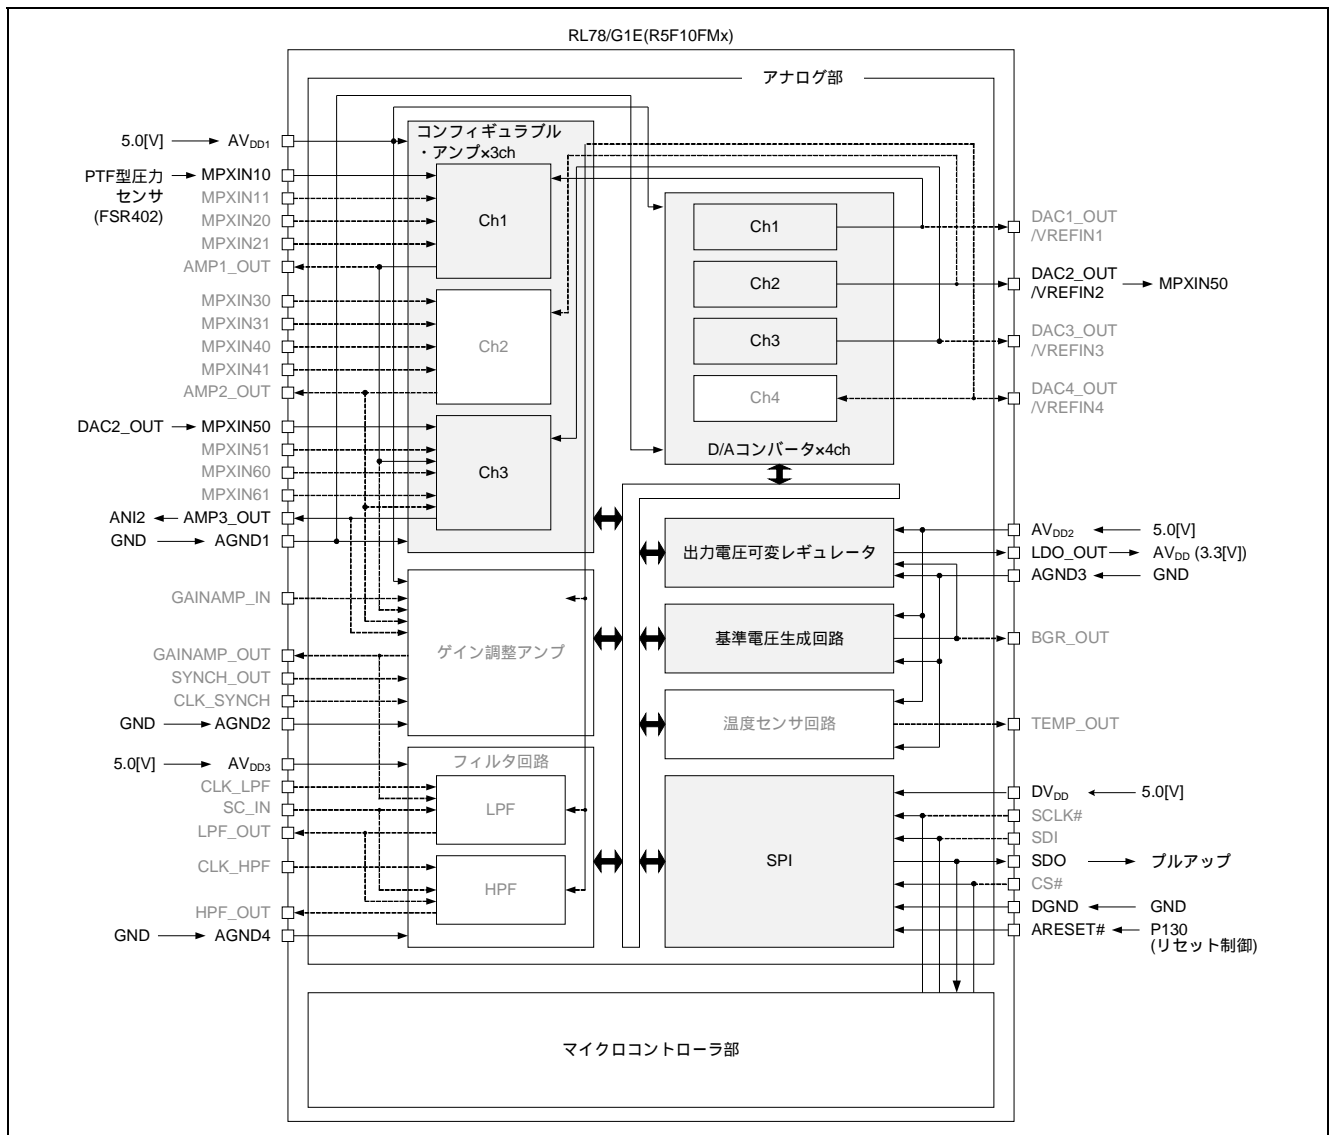 RL78/G1E(R5F10FMx)
アナログ部
5.0[V]
AVDD1
PTF型圧力
センサ
(FSR402)
MPXIN10
MPXIN11
MPXIN20
MPXIN21
AMP1_OUT
MPXIN30
MPXIN31
MPXIN40
MPXIN41
AMP2_OUT
DAC2_OUT
MPXIN50
MPXIN51
MPXIN60
MPXIN61
ANI2
AMP3_OUT
GND
AGND1
GAINAMP_IN
GAINAMP_OUT
SYNCH_OUT
CLK_SYNCH
GND
AGND2
5.0[V]
AVDD3
CLK_LPF
SC_IN
LPF_OUT
CLK_HPF
HPF_OUT
GND
AGND4
コンフィギュラブル
・アンプ×3ch
Ch1
Ch2
Ch3
ゲイン調整アンプ
フィルタ回路
LPF
HPF
Ch1
Ch2
Ch3
Ch4
D/Aコンバータ×4ch
出力電圧可変レギュレータ
基準電圧生成回路
温度センサ回路
SPI
DAC1_OUT
/VREFIN1
DAC2_OUT
/VREFIN2
MPXIN50
DAC3_OUT
/VREFIN3
DAC4_OUT
/VREFIN4
AVDD2
5.0[V]
LDO_OUT
AVDD (3.3[V])
AGND3
GND
BGR_OUT
TEMP_OUT
DVDD
5.0[V]
SCLK#
SDI
SDO
プルアップ
CS#
DGND
GND
ARESET#
P130
(リセット制御)
マイクロコントローラ部